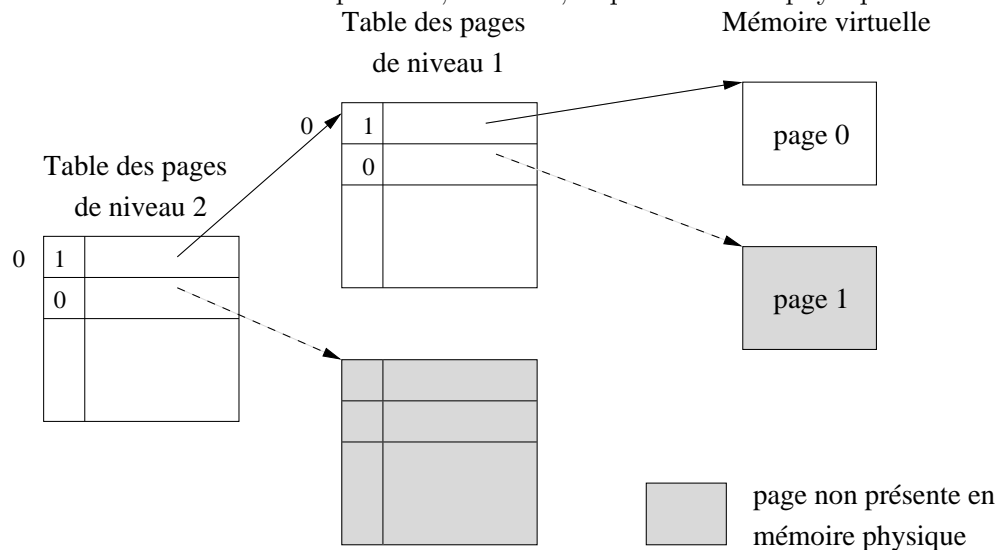 Table des pages
de niveau 1
Mémoire virtuelle
0
1
0
page 0
Table des pages
de niveau 2
0
1
0
page 1
page non présente en
mémoire physique